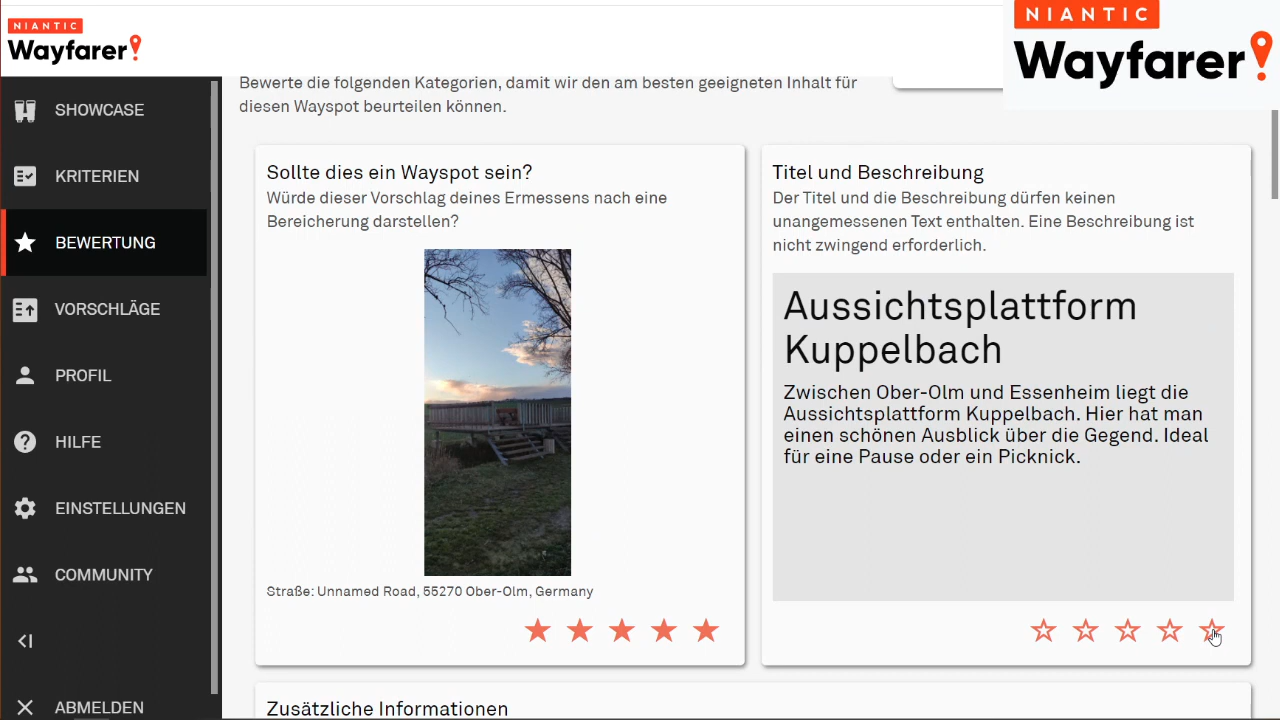 NIANTIC
Wayfarer
NIANTIC
Wayfarer
SHOWCASE
KRITERIEN
BEWERTUNG
VORSCHLÄGE
PROFIL
HILFE
EINSTELLUNGEN
COMMUNITY
ABMELDEN
Bewerte die folgenden Kategorien, damit wir den am besten geeigneten Inhalt für
diesen Wayspot beurteilen können.
Sollte dies ein Wayspot sein?
Würde dieser Vorschlag deines Ermessens nach eine
Bereicherung darstellen?
Straße: Unnamed Road, 55270 Ober-Olm, Germany
Titel und Beschreibung
Der Titel und die Beschreibung dürfen keinen
unangemessenen Text enthalten. Eine Beschreibung ist
nicht zwingend erforderlich.
Aussichtsplattform
Kuppelbach
Zwischen Ober-Olm und Essenheim liegt die
Aussichtsplattform Kuppelbach. Hier hat man
einen schönen Ausblick über die Gegend. Ideal
für eine Pause oder ein Picknick.
Zusätzliche Informationen